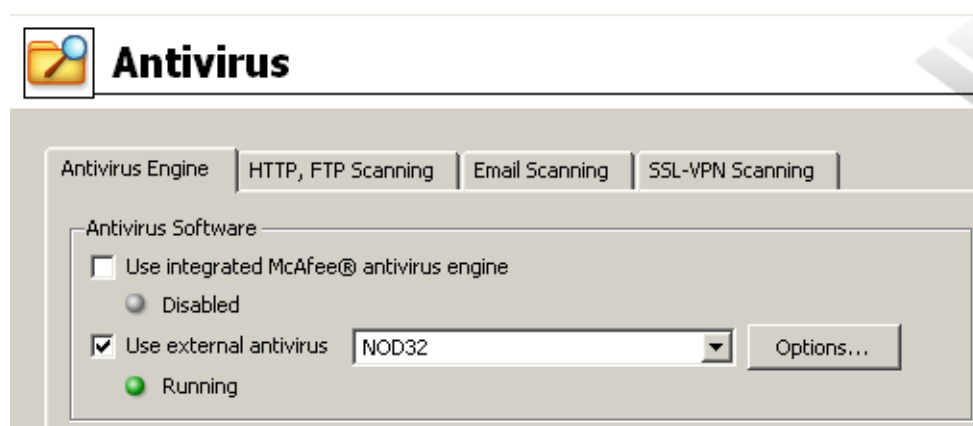 Antivirus
Antivirus Engine HTTP, FTP Scanning Email Scanning SSL-VPN Scanning
Antivirus Software
Use integrated McAfee® antivirus engine
Disabled
Use external antivirus NOD32 Options...
Running